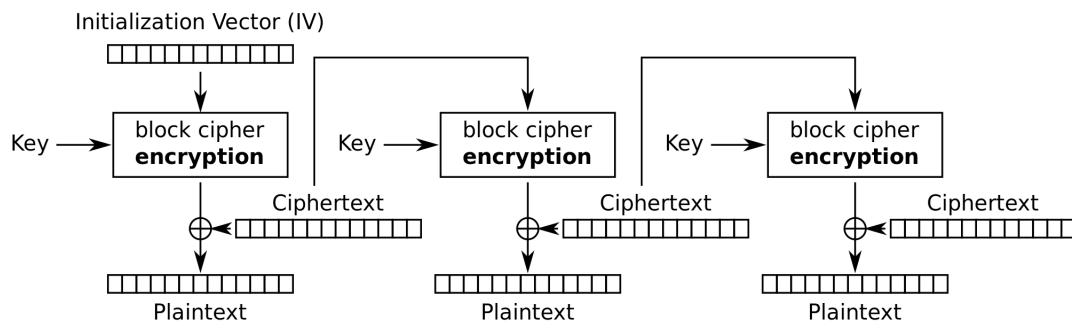 Initialization Vector (IV)
Key
block cipher
encryption
Ciphertext
Plaintext
Key
block cipher
encryption
Ciphertext
Plaintext
Key
block cipher
encryption
Ciphertext
Plaintext